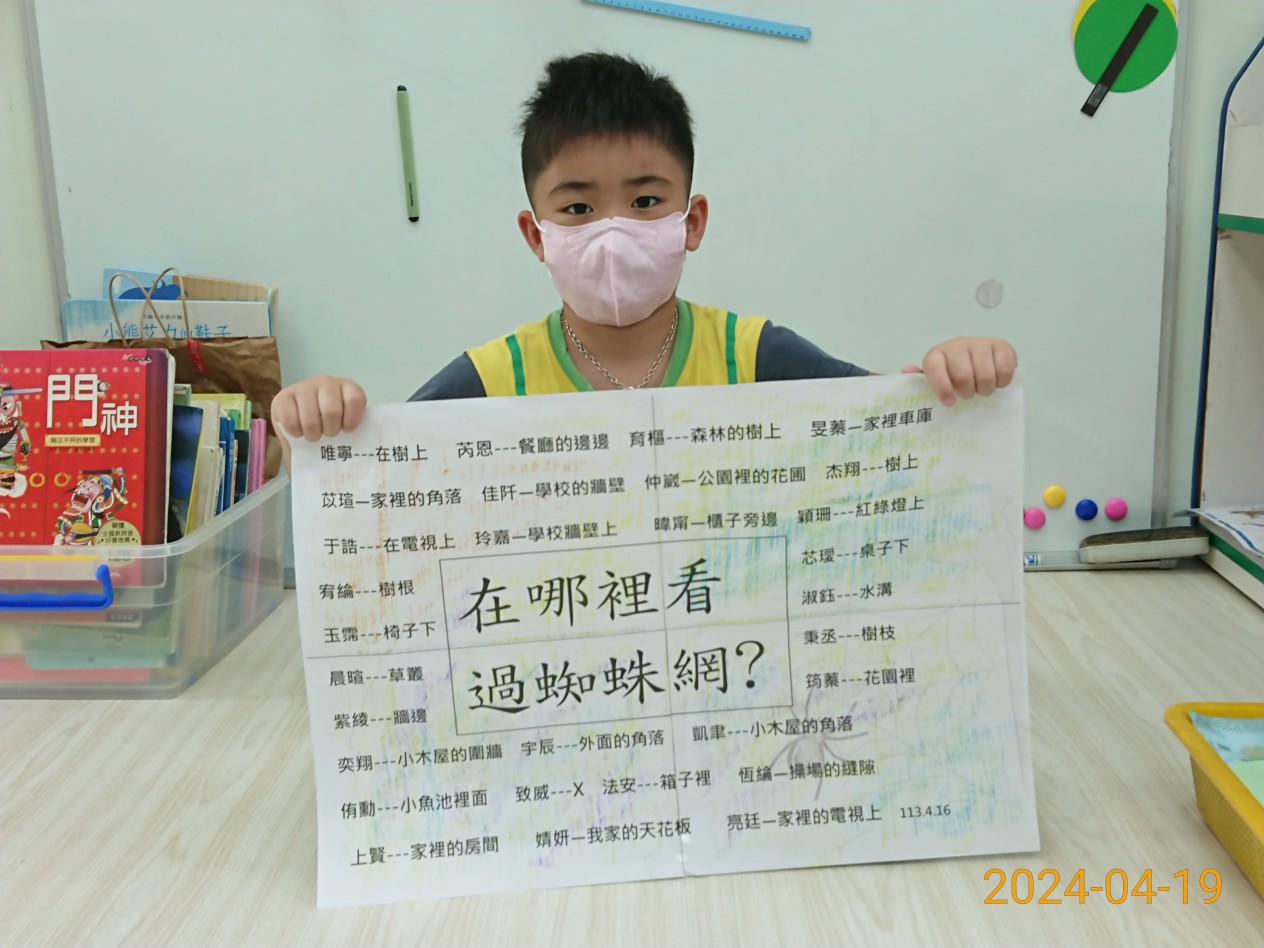 小熊艾力的鞋子
門神
唯寧---在樹上 芮恩---餐廳的邊邊 育樞---森林的樹上 旻蓁—家裡車庫
苡瑄—家裡的角落 佳阡—學校的牆壁 仲崴—公園裡的花圃 杰翔---樹上
于誥---在電視上 玲嘉—學校牆壁上 暐甯—櫃子旁邊 穎珊---紅綠燈上
芯璦---桌子下
宥綸---樹根
淑鈺---水溝
玉霈---椅子下
秉丞---樹枝
晨暄---草叢
筠蓁---花園裡
紫綾---牆邊
在哪裡看
過蜘蛛網?
奕翔---小木屋的圍牆 宇辰---外面的角落 凱聿---小木屋的角落
侑勳---小魚池裡面 致威---X 法安---箱子裡 恆綸—操場的縫隙
上賢---家裡的房間 婧妍—我家的天花板 亮廷—家裡的電視上 113.4.16
2024-04-19